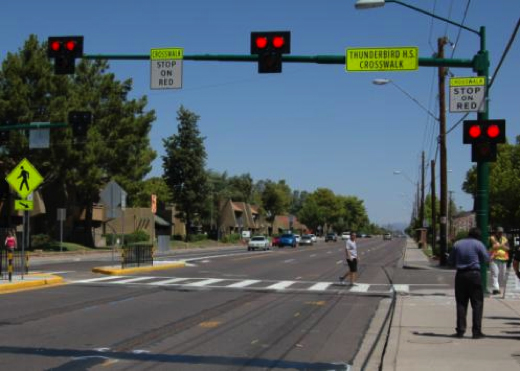 CROSSWALK
STOP
ON
RED
THUNDERBIRD H.S.
CROSSWALK
CROSSWALK
STOP
ON
RED